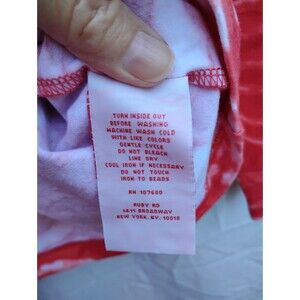 TURN INSIDE OUT
BEFORE WASHING
MACHINE WASH COLD
WITH LIKE COLORS
GENTLE CYCLE
DO NOT BLEACH
LINE DRY
COOL IRON IF NECESSARY
DO NOT TOUCH
IRON TO BEADS
RN 107680
RUBY RD
1411 BROADWAY
NEW YORK, NY. 10018